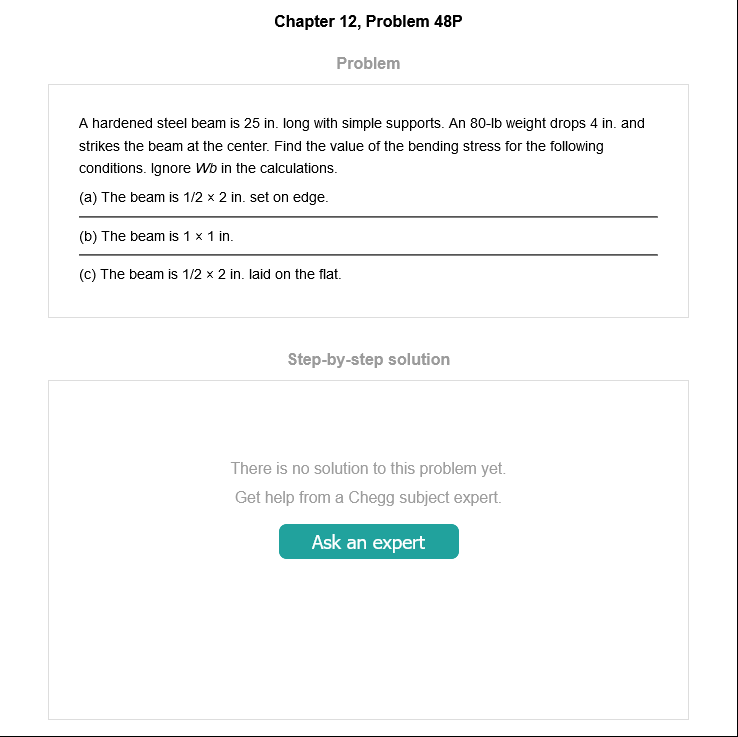 Chapter 12, Problem 48P
Problem
A hardened steel beam is 25 in. long with simple supports. An 80-lb weight drops 4 in. and
strikes the beam at the center. Find the value of the bending stress for the following
conditions. Ignore Wb in the calculations.
(a) The beam is 1/2 × 2 in. set on edge.
(b) The beam is 1 × 1 in.
(c) The beam is 1/2 × 2 in. laid on the flat.
Step-by-step solution
There is no solution to this problem yet.
Get help from a Chegg subject expert.
Ask an expert